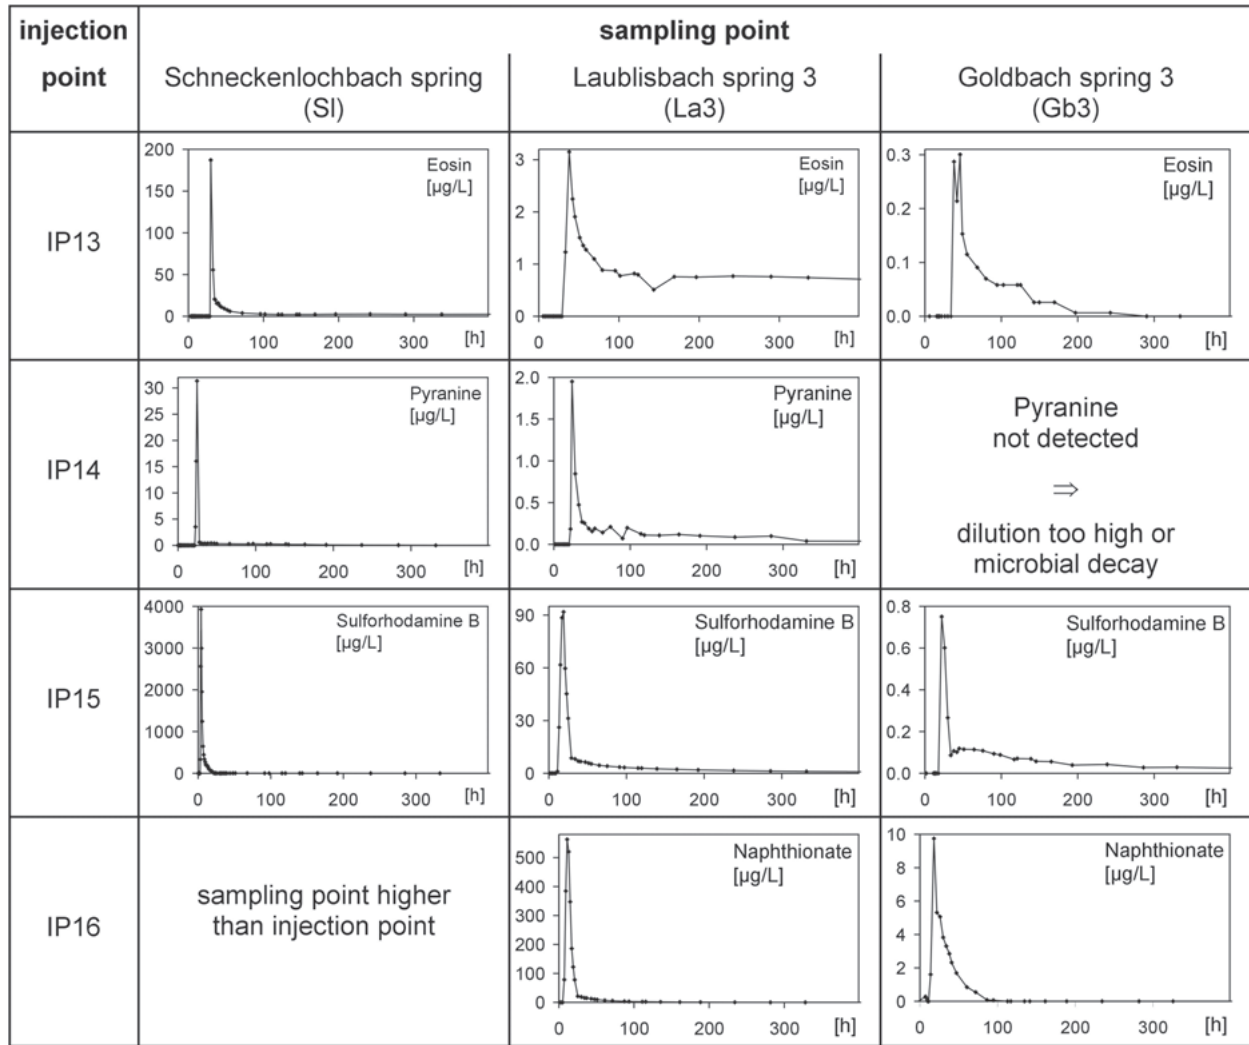 injection point
sampling point
Schneckenlochbach spring
(Sl)
Laublisbach spring 3
(La3)
Goldbach spring 3
(Gb3)
IP13
Eosin
[µg/L]
200
150
100
50
0
0 100 200 300 [h]
Eosin
[µg/L]
3
2
1
0
0 100 200 300 [h]
Eosin
[µg/L]
0.3
0.2
0.1
0.0
0 100 200 300 [h]
IP14
Pyranine
[µg/L]
30
25
20
15
10
5
0
0 100 200 300 [h]
Pyranine
[µg/L]
2.0
1.5
1.0
0.5
0.0
0 100 200 300 [h]
Pyranine
not detected
⇒
dilution too high or
microbial decay
IP15
Sulforhodamine B
[µg/L]
4000
3000
2000
1000
0
0 100 200 300 [h]
Sulforhodamine B
[µg/L]
90
60
30
0
0 100 200 300 [h]
Sulforhodamine B
[µg/L]
0.8
0.6
0.4
0.2
0.0
0 100 200 300 [h]
IP16
sampling point higher
than injection point
Naphthionate
[µg/L]
500
400
300
200
100
0
0 100 200 300 [h]
Naphthionate
[µg/L]
10
8
6
4
2
0
0 100 200 300 [h]